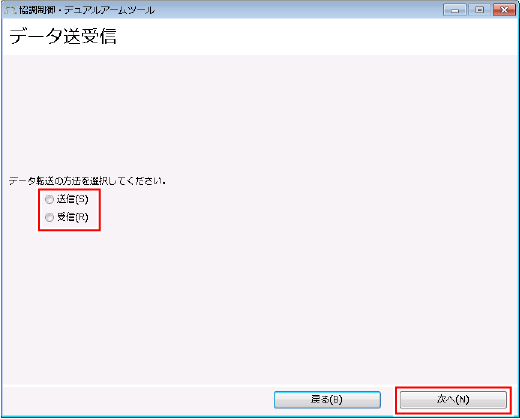 協調制御・デュアルアームツール
データ送受信
データ転送の方法を選択してください。
送信(S)
受信(R)
戻る(B)
次へ(N)